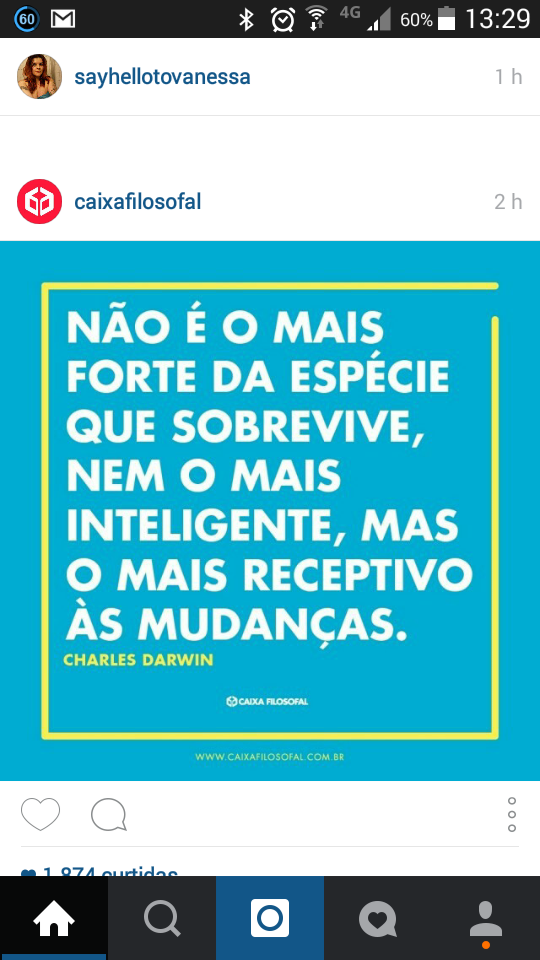 60 4G 60% 13:29
sayhellotovanessa 1 h
caixafilosofal 2 h
NÃO É O MAIS
FORTE DA ESPÉCIE
QUE SOBREVIVE,
NEM O MAIS
INTELIGENTE, MAS
O MAIS RECEPTIVO
ÀS MUDANÇAS.
CHARLES DARWIN
CAIXA FILOSOFAL
WWW.CAIXAFILOSOFAL.COM.BR
1.874 curtidas